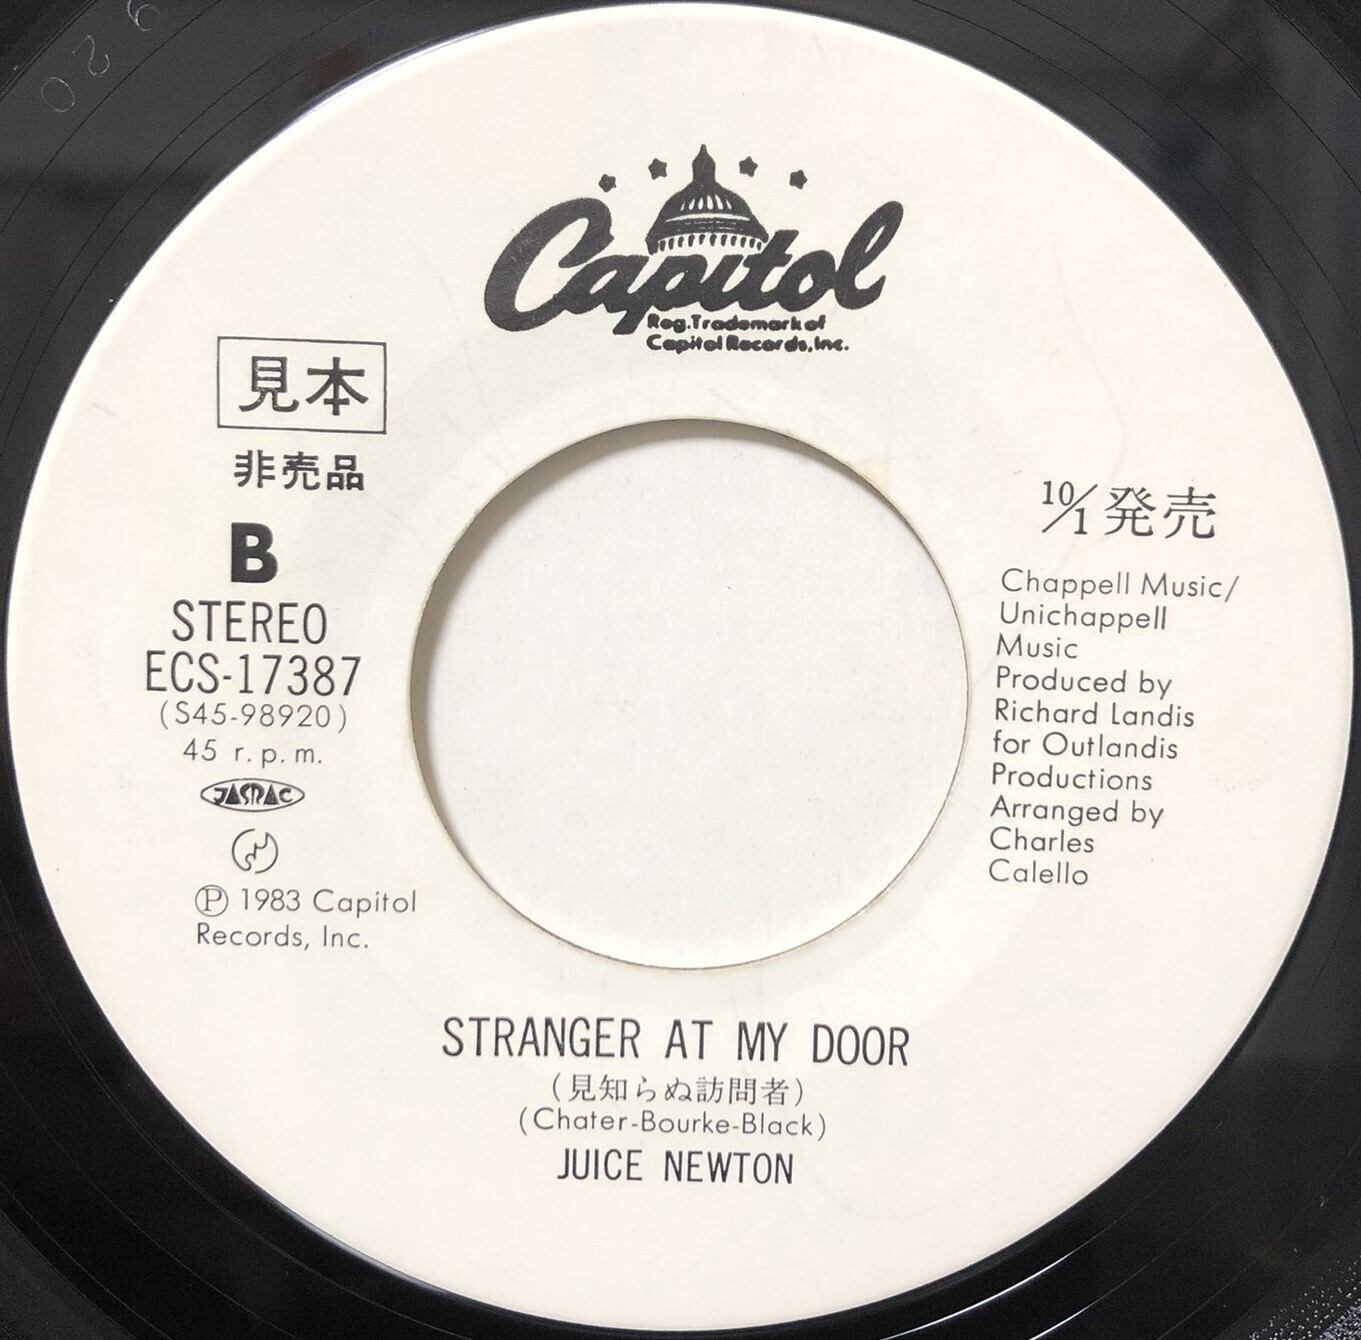 920
Capitol
Reg.Trademark of
Capitol Records,Inc.
見本
非売品
B
STEREO
ECS-17387
(S45-98920)
45 r.p.m.
JASRAC
Ⓟ 1983 Capitol
Records, Inc.
10/1発売
Chappell Music/
Unichappell
Music
Produced by
Richard Landis
for Outlandis
Productions
Arranged by
Charles
Calello
STRANGER AT MY DOOR
(見知らぬ訪問者)
(Chater-Bourke-Black)
JUICE NEWTON